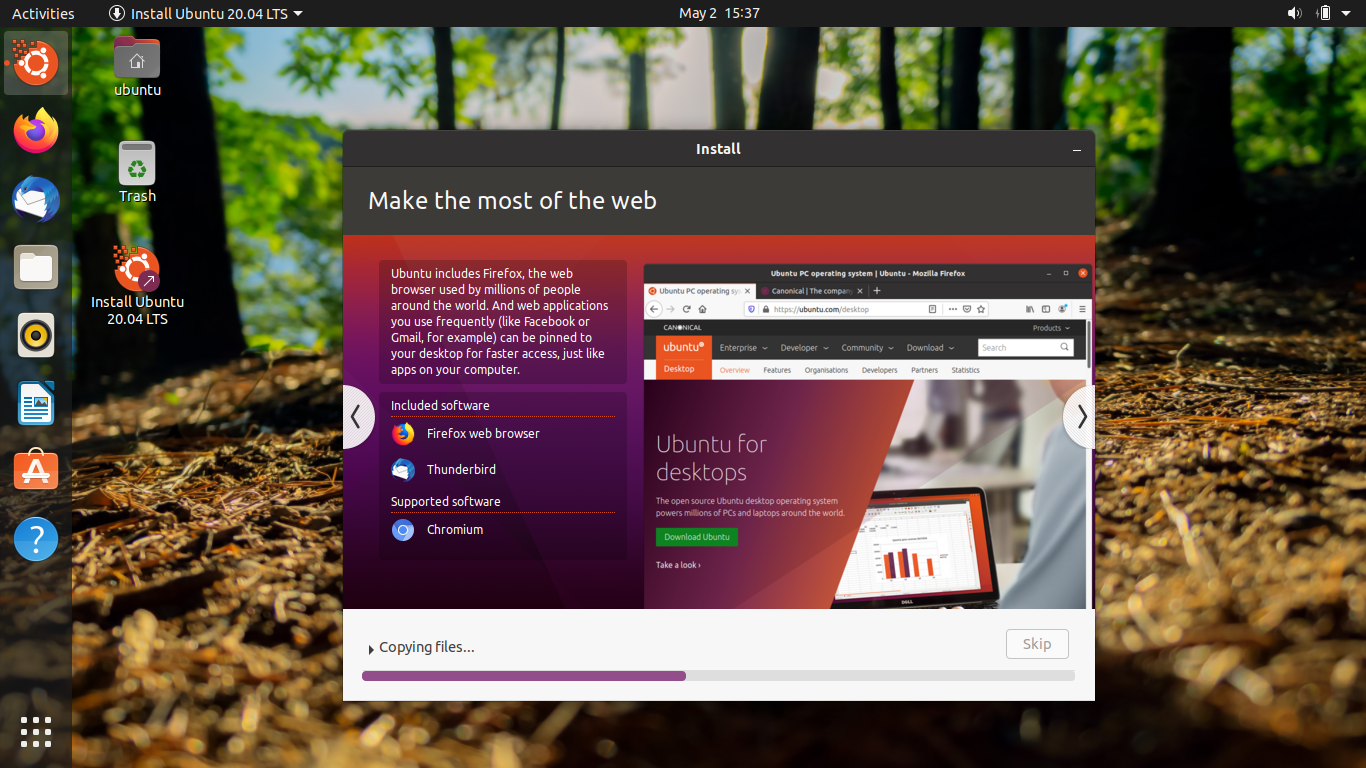 Activities
Install Ubuntu 20.04 LTS
May 2 15:37
ubuntu
Trash
Install Ubuntu
20.04 LTS
Install
Make the most of the web
Ubuntu includes Firefox, the web
browser used by millions of people
around the world. And web applications
you use frequently (like Facebook or
Gmail, for example) can be pinned to
your desktop for faster access, just like
apps on your computer.
Included software
Firefox web browser
Thunderbird
Supported software
Chromium
Ubuntu PC operating system | Ubuntu - Mozilla Firefox
Ubuntu PC operating sy
Canonical | The company
https://ubuntu.com/desktop
CANONICAL
Products
ubuntu
Enterprise Developer Community Download
Search
Desktop
Overview Features Organisations Developers Partners Statistics
Ubuntu for
desktops
The open source Ubuntu desktop operating system
powers millions of PCs and laptops around the world.
Download Ubuntu
Take a look ›
DELL
Copying files...
Skip